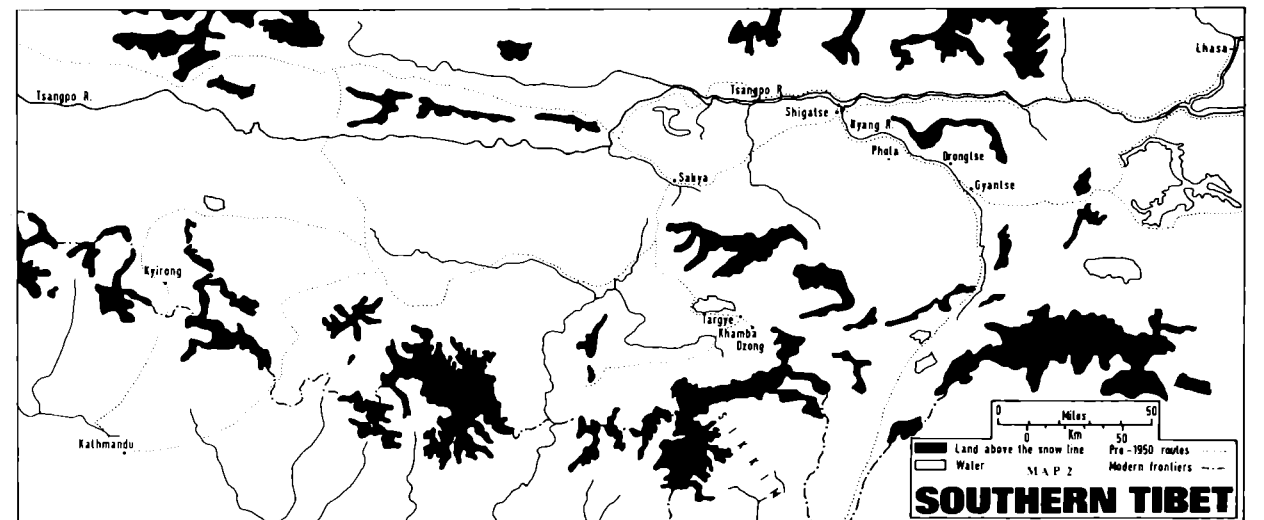 Lhasa
Tsangpo R.
Tsangpo R
Shigatse
Nyang R.
Phola
Drongtse
Sakya
Gyantse
Kyirong
Targye
Khamba
Dzong
Kathmandu
0 Miles 50
0 Km 50
Land above the snow line
Pre-1950 routes
Water
MAP 2
Modern frontiers
SOUTHERN TIBET